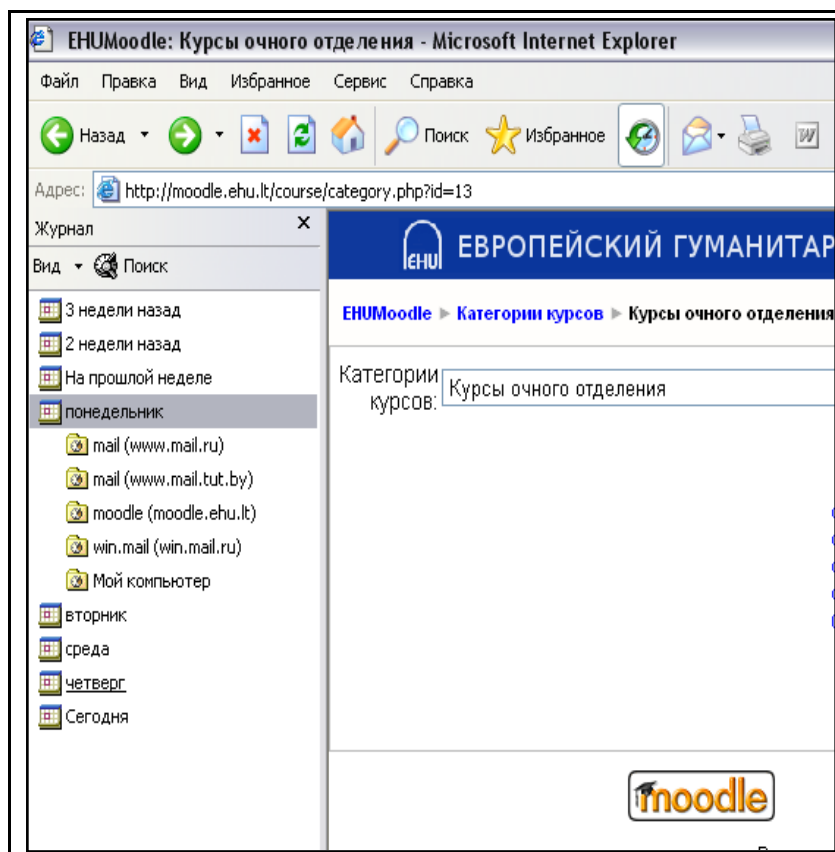 EHUMoodle: Курсы очного отделения - Microsoft Internet Explorer
Файл Правка Вид Избранное Сервис Справка
Назад Поиск Избранное
Адрес: http://moodle.ehu.lt/course/category.php?id=13
Журнал x
Вид Поиск
3 недели назад
2 недели назад
На прошлой неделе
понедельник
mail (www.mail.ru)
mail (www.mail.tut.by)
moodle (moodle.ehu.lt)
win.mail (win.mail.ru)
Мой компьютер
вторник
среда
четверг
Сегодня
EHU ЕВРОПЕЙСКИЙ ГУМАНИТАР
EHUMoodle ► Категории курсов ► Курсы очного отделения
Категории
курсов:
Курсы очного отделения
moodle